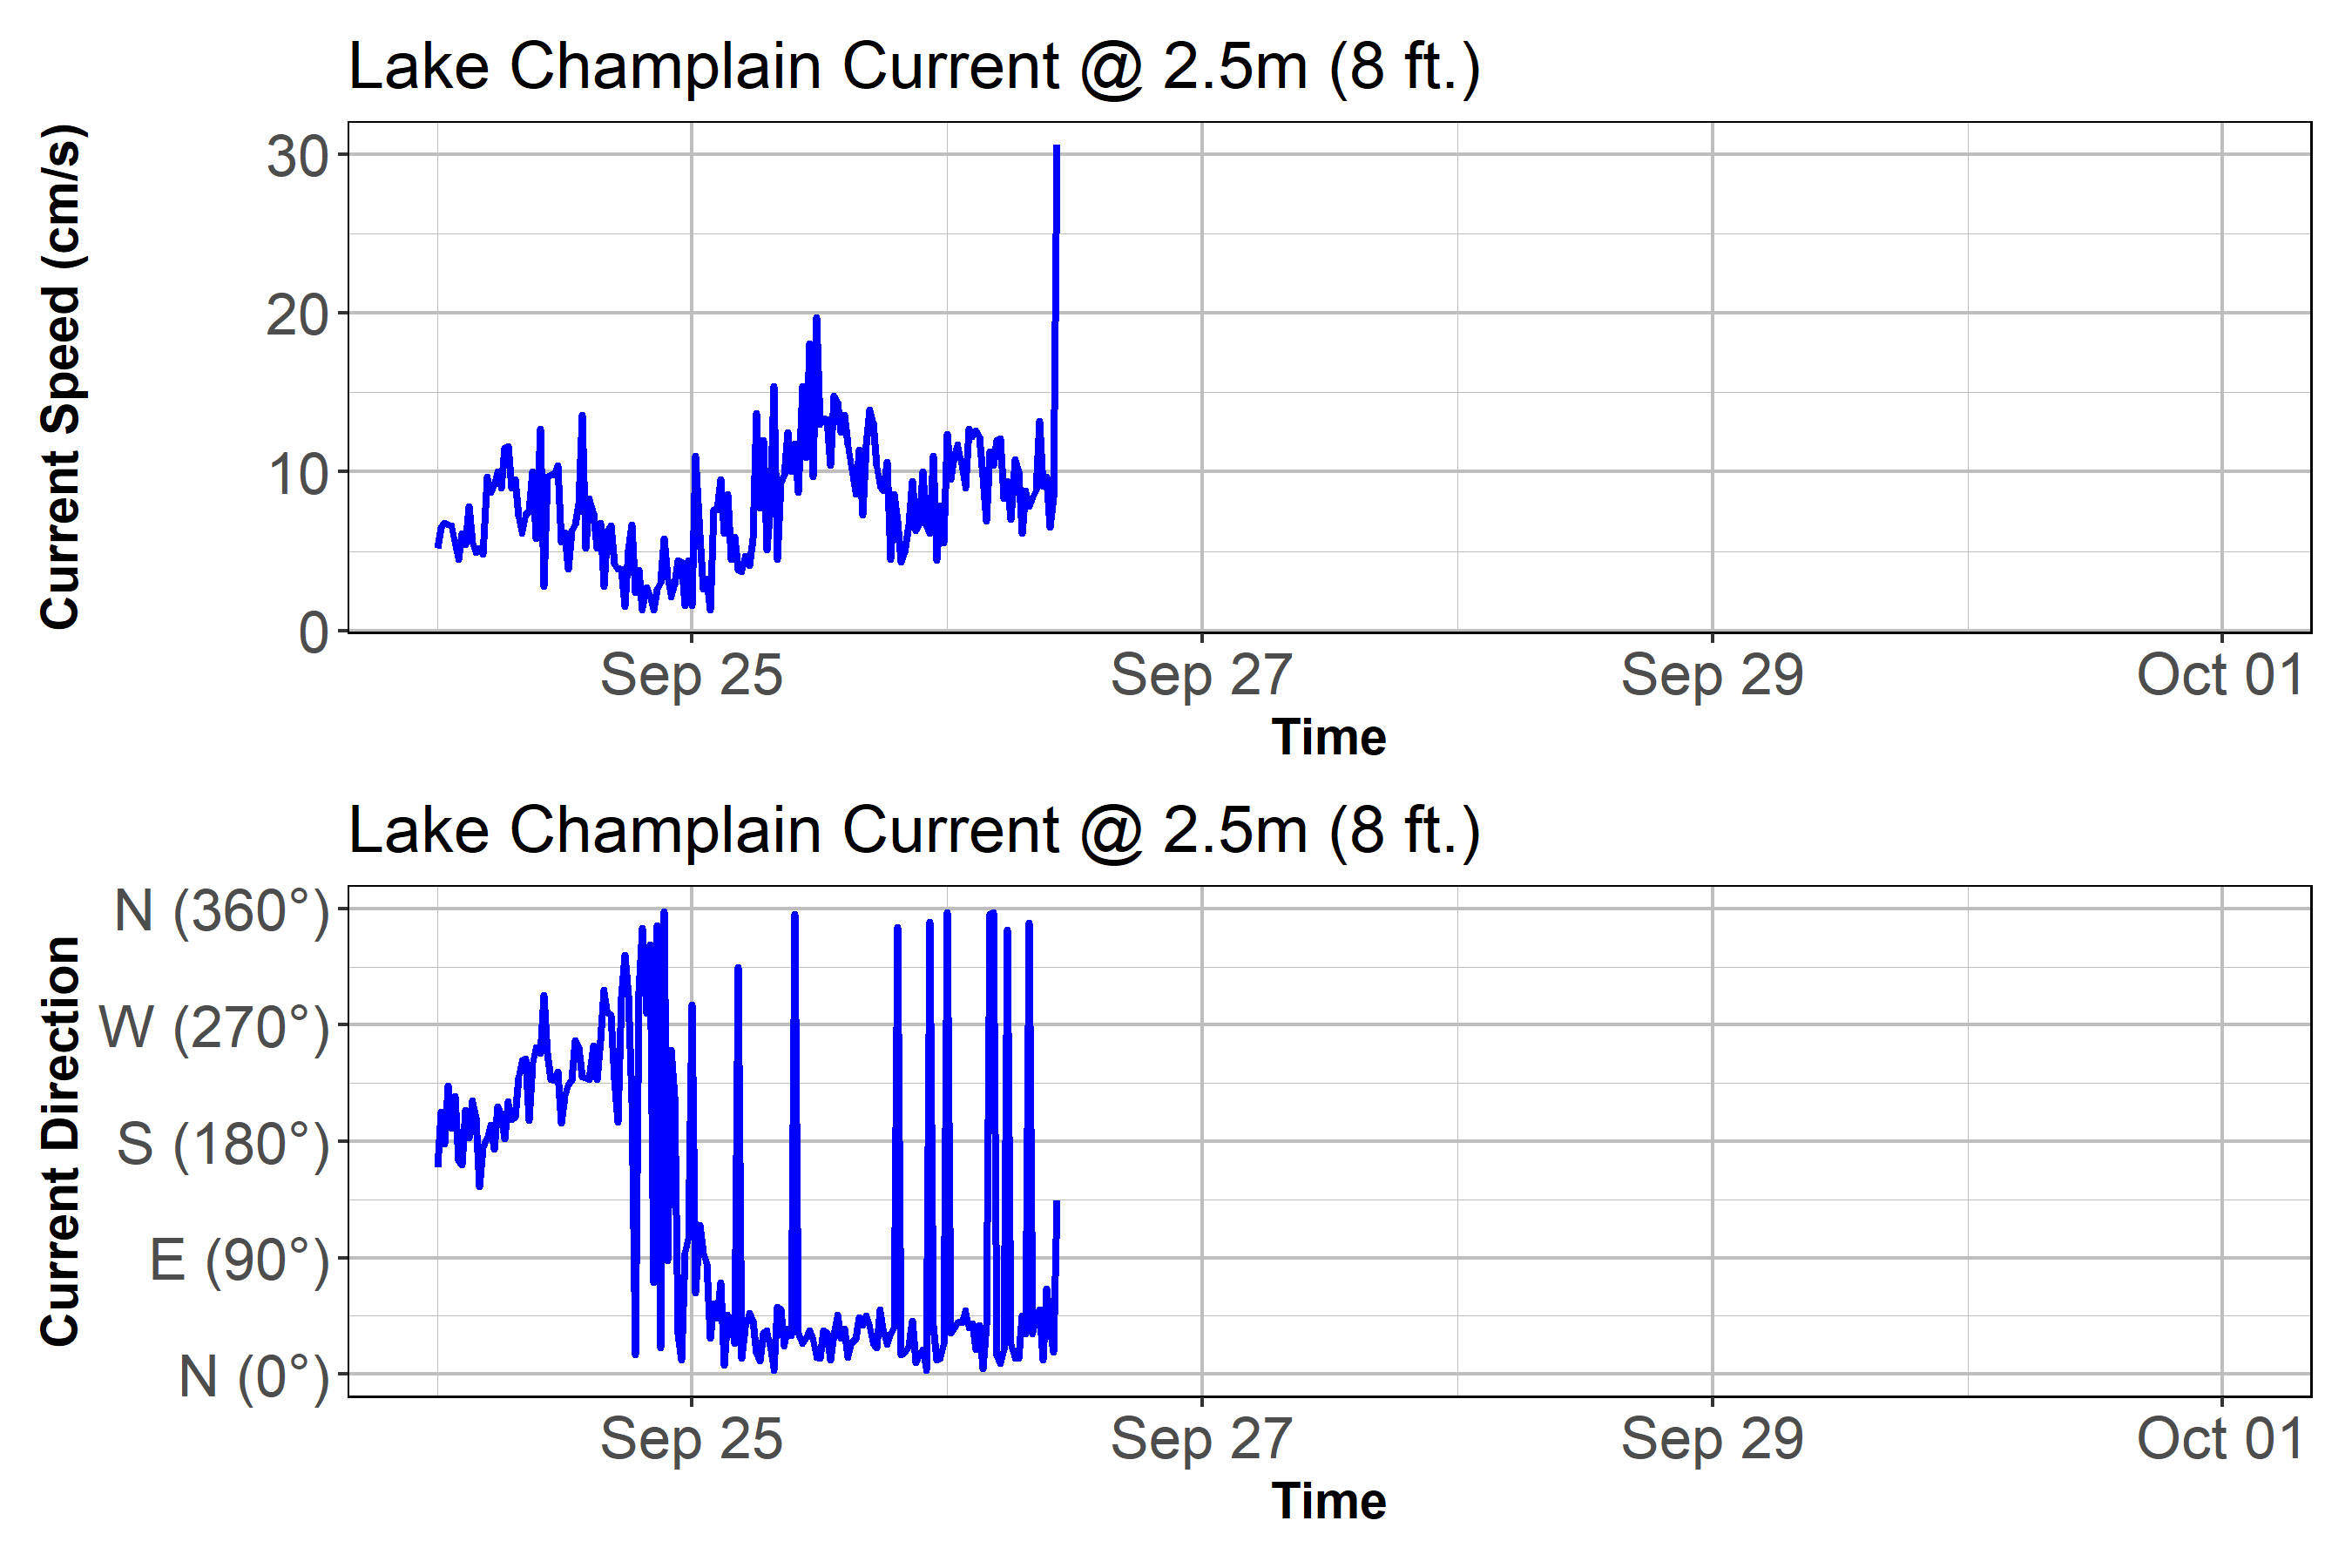 Lake Champlain Current @ 2.5m (8 ft.)
Current Speed (cm/s)
30
20
10
0
Sep 25 Sep 27 Sep 29 Oct 01
Time
Lake Champlain Current @ 2.5m (8 ft.)
Current Direction
N (360°)
W (270°)
S (180°)
E (90°)
N (0°)
Sep 25 Sep 27 Sep 29 Oct 01
Time